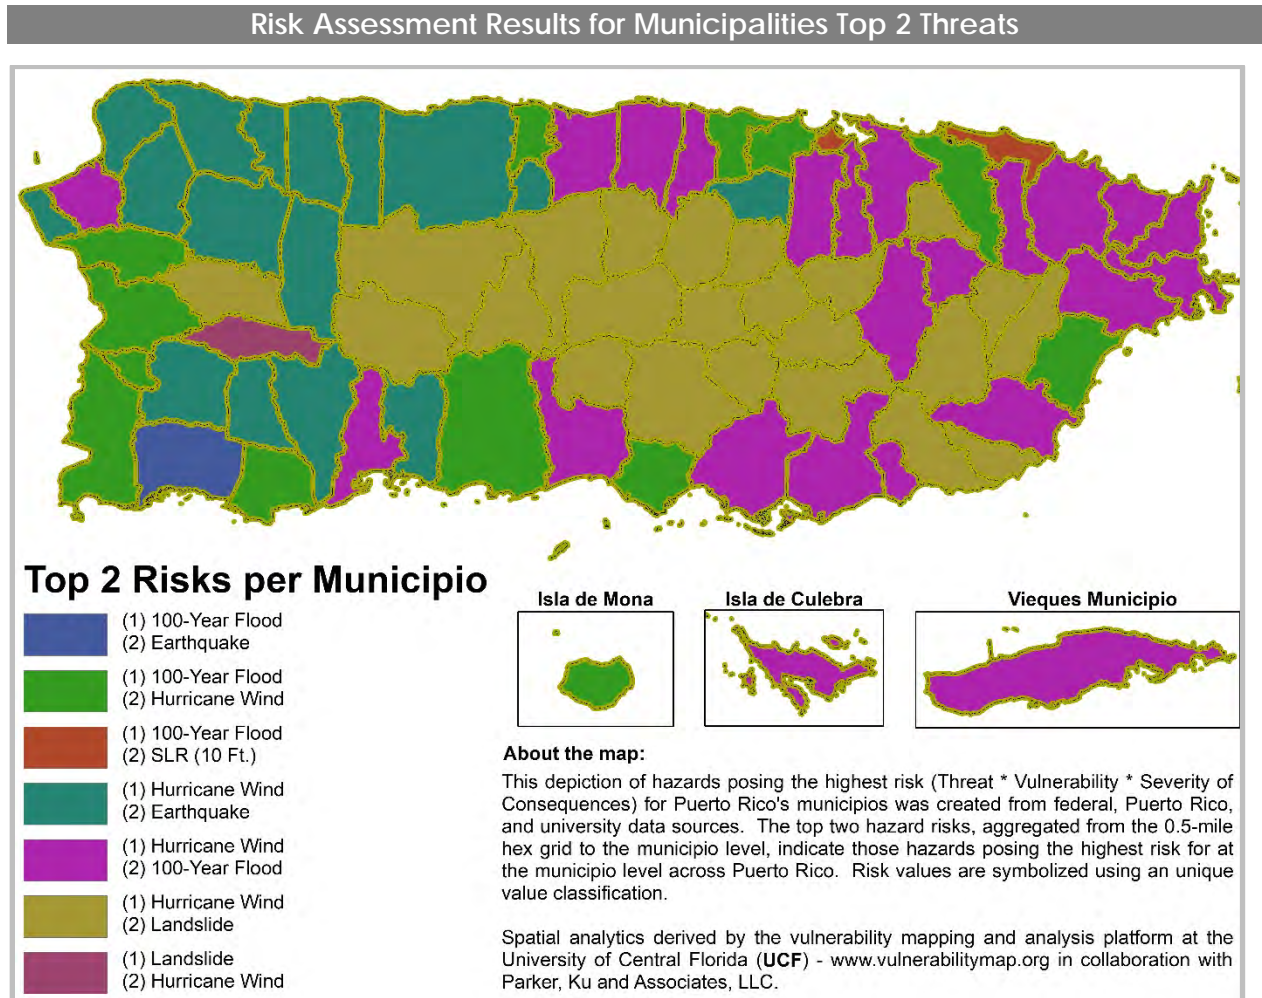 Risk Assessment Results for Municipalities Top 2 Threats
Top 2 Risks per Municipio
(1) 100-Year Flood
(2) Earthquake
(1) 100-Year Flood
(2) Hurricane Wind
(1) 100-Year Flood
(2) SLR (10 Ft.)
(1) Hurricane Wind
(2) Earthquake
(1) Hurricane Wind
(2) 100-Year Flood
(1) Hurricane Wind
(2) Landslide
(1) Landslide
(2) Hurricane Wind
Isla de Mona
Isla de Culebra
Vieques Municipio
About the map:
This depiction of hazards posing the highest risk (Threat * Vulnerability * Severity of
Consequences) for Puerto Rico's municipios was created from federal, Puerto Rico,
and university data sources. The top two hazard risks, aggregated from the 0.5-mile
hex grid to the municipio level, indicate those hazards posing the highest risk for at
the municipio level across Puerto Rico. Risk values are symbolized using an unique
value classification.
Spatial analytics derived by the vulnerability mapping and analysis platform at the
University of Central Florida (UCF) - www.vulnerabilitymap.org in collaboration with
Parker, Ku and Associates, LLC.